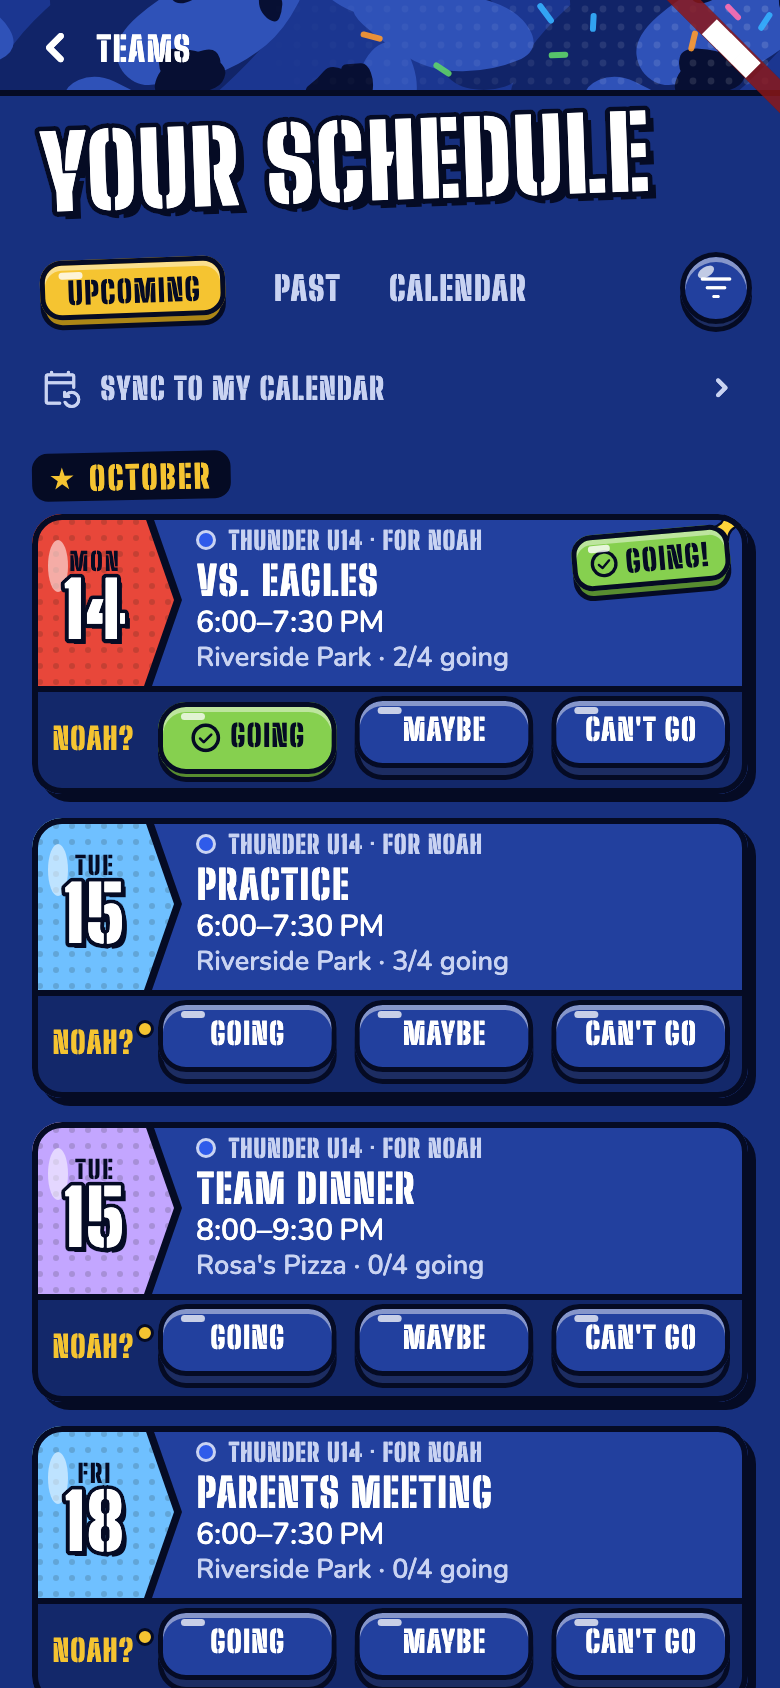 TEAMS
YOUR SCHEDULE
UPCOMING
PAST
CALENDAR
SYNC TO MY CALENDAR
★ OCTOBER
MON
14
THUNDER U14 · FOR NOAH
VS. EAGLES
6:00–7:30 PM
Riverside Park · 2/4 going
GOING!
NOAH?
GOING
MAYBE
CAN'T GO
TUE
15
THUNDER U14 · FOR NOAH
PRACTICE
6:00–7:30 PM
Riverside Park · 3/4 going
NOAH?
GOING
MAYBE
CAN'T GO
TUE
15
THUNDER U14 · FOR NOAH
TEAM DINNER
8:00–9:30 PM
Rosa's Pizza · 0/4 going
NOAH?
GOING
MAYBE
CAN'T GO
FRI
18
THUNDER U14 · FOR NOAH
PARENTS MEETING
6:00–7:30 PM
Riverside Park · 0/4 going
NOAH?
GOING
MAYBE
CAN'T GO